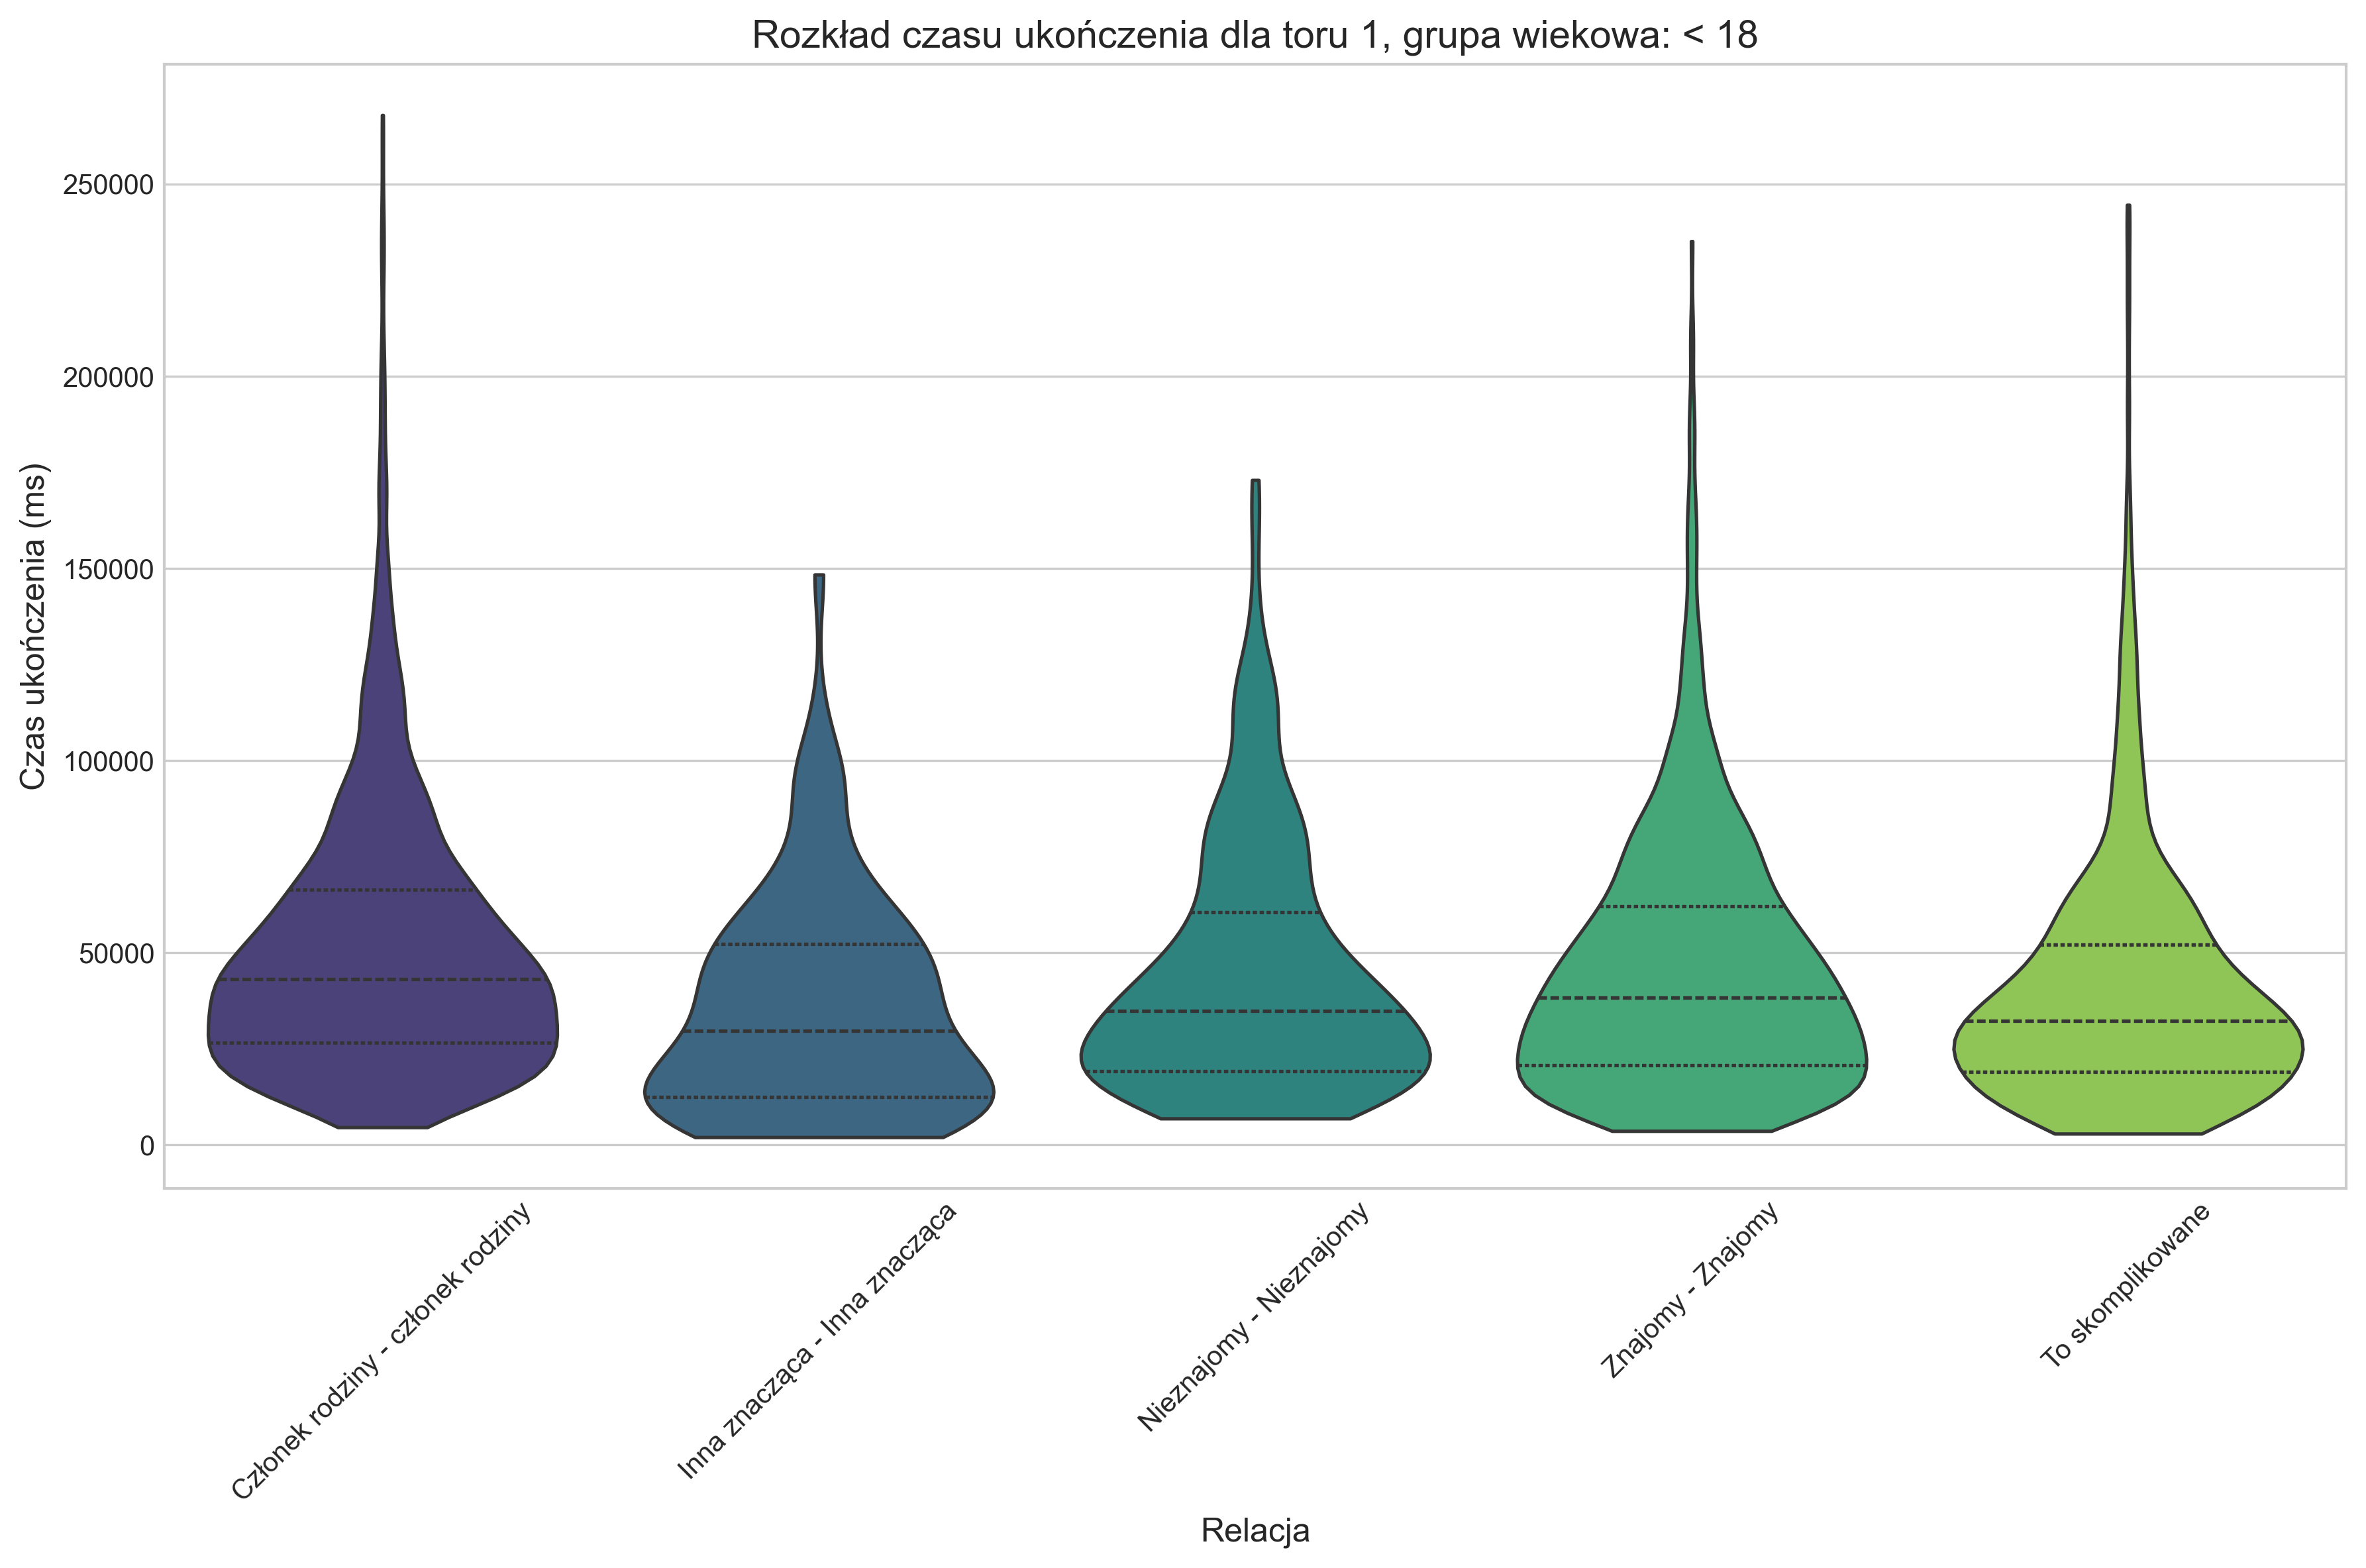 Rozkład czasu ukończenia dla toru 1, grupa wiekowa: < 18
Czas ukończenia (ms)
250000
200000
150000
100000
50000
0
Członek rodziny - członek rodziny
Inna znacząca - Inna znacząca
Nieznajomy - Nieznajomy
Znajomy - Znajomy
To skomplikowane
Relacja